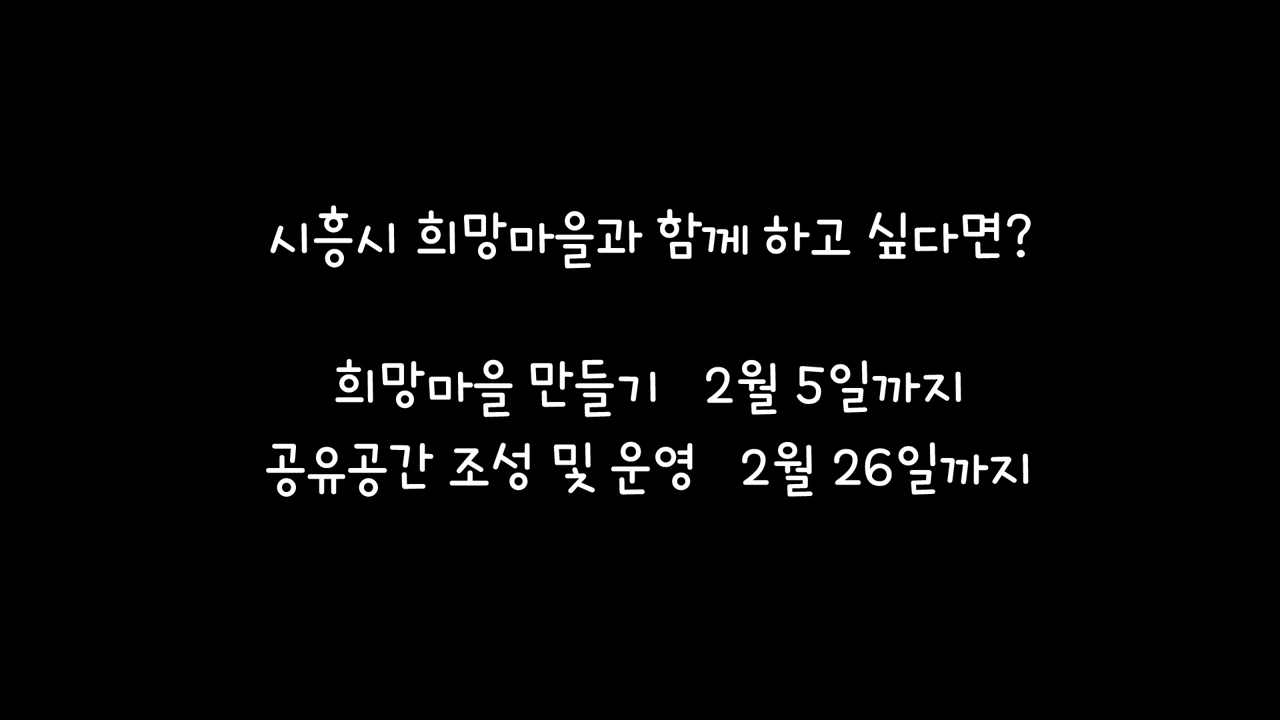 시흥시 희망마을과 함께 하고 싶다면?
희망마을 만들기 2월 5일까지
공유공간 조성 및 운영 2월 26일까지